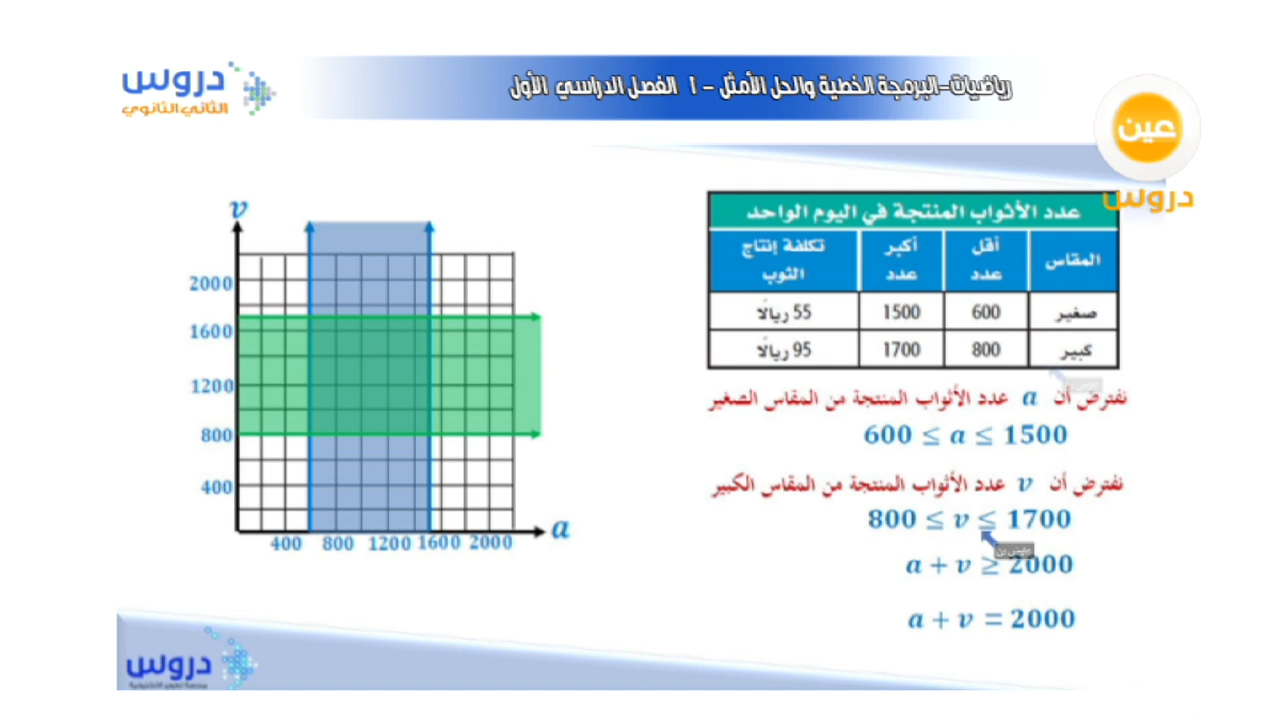 رياضيات-البرمجة الخطية والحل الأمثل - ٢ الفصل الدراسي الأول
دروس
الثاني الثانوي
عين
دروس
عدد الأثواب المنتجة في اليوم الواحد
المقاس أقل عدد أكبر عدد تكلفة إنتاج الثوب
صغير 600 1500 55 ريالًا
كبير 800 1700 95 ريالًا
نفترض أن a عدد الأثواب المنتجة من المقاس الصغير
600 ≤ a ≤ 1500
نفترض أن v عدد الأثواب المنتجة من المقاس الكبير
800 ≤ v ≤ 1700
a + v ≥ 2000
a + v = 2000
v
2000
1600
1200
800
400
400 800 1200 1600 2000 a
دروس